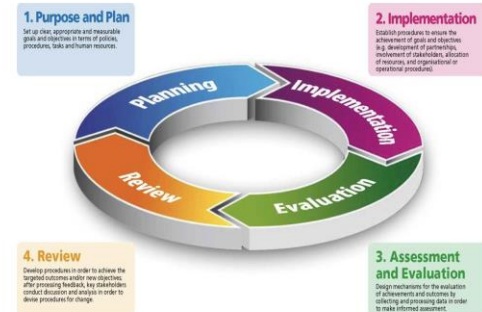 1. Purpose and Plan
Set up clear, appropriate and measurable
goals and objectives in terms of policies,
procedures, tasks and human resources.
2. Implementation
Establish procedures to ensure the
achievement of goals and objectives
(e.g. development of partnerships,
involvement of stakeholders, allocation
of resources, and organisational or
operational procedures).
Planning
Implementation
Review
Evaluation
4. Review
Develop procedures in order to achieve the
targeted outcomes and/or new objectives;
after processing feedback, key stakeholders
conduct discussion and analysis in order to
devise procedures for change.
3. Assessment
and Evaluation
Design mechanisms for the evaluation
of achievements and outcomes by
collecting and processing data in order
to make informed assessment.